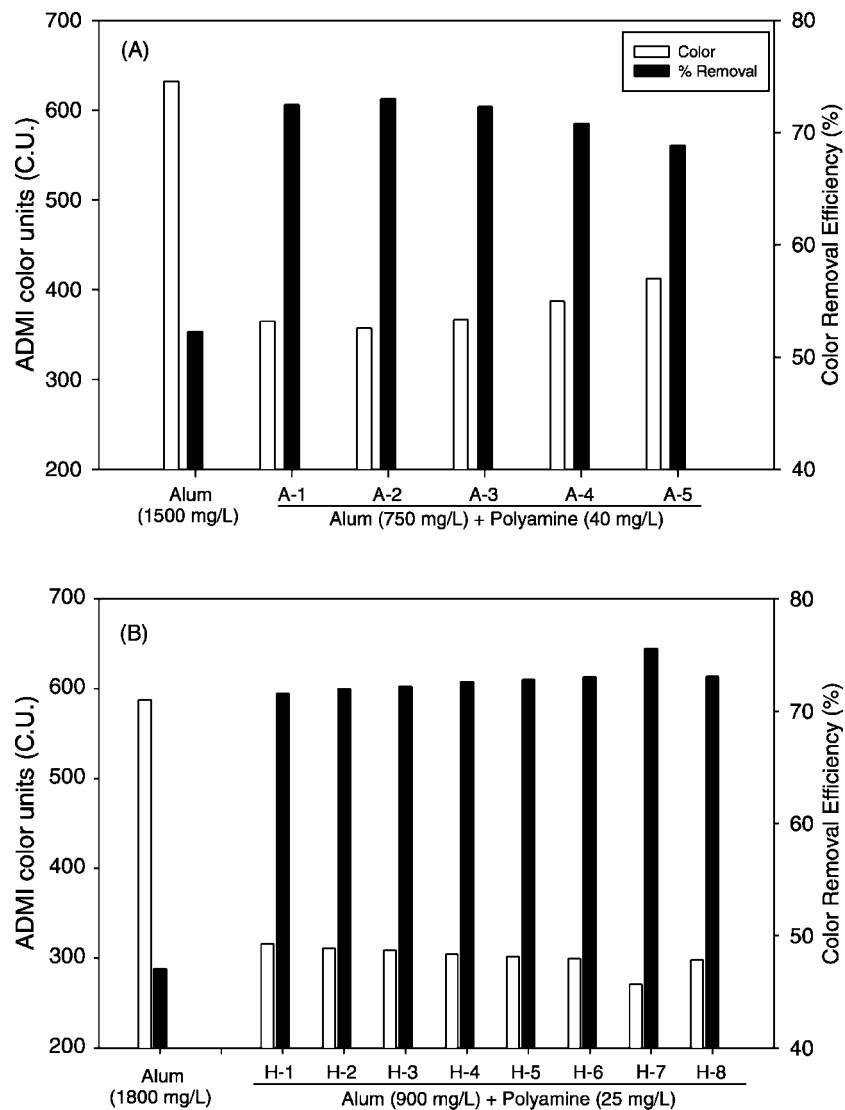 700
80
(A)
Color
% Removal
600
70
500
60
400
50
300
200
40
ADMI color units (C.U.)
Color Removal Efficiency (%)
Alum
(1500 mg/L)
A-1 A-2 A-3 A-4 A-5
Alum (750 mg/L) + Polyamine (40 mg/L)
700
80
(B)
600
70
500
60
400
50
300
200
40
ADMI color units (C.U.)
Color Removal Efficiency (%)
Alum
(1800 mg/L)
H-1 H-2 H-3 H-4 H-5 H-6 H-7 H-8
Alum (900 mg/L) + Polyamine (25 mg/L)